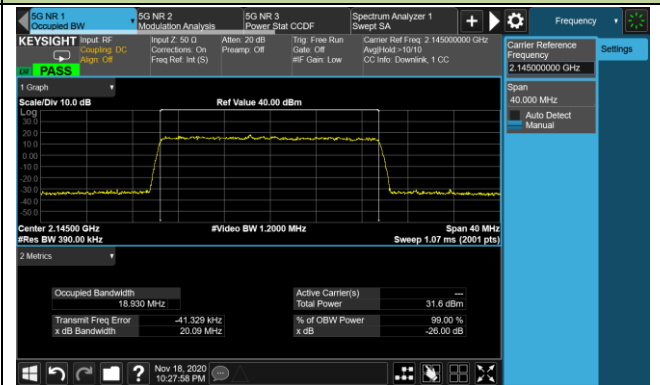 5G NR 1
Occupied BW
5G NR 2
Modulation Analysis
5G NR 3
Power Stat CCDF
Spectrum Analyzer 1
Swept SA
Frequency
KEYSIGHT
Input: RF
Coupling: DC
Align: Off
Input Z: 50 Ω
Corrections: On
Freq Ref: Int (S)
Atten: 20 dB
Preamp: Off
Trig: Free Run
Gate: Off
#IF Gain: Low
Carrier Ref Freq: 2.145000000 GHz
Avg|Hold:>10/10
CC Info: Downlink, 1 CC
PASS
Carrier Reference
Frequency
2.145000000 GHz
Settings
Span
40.000 MHz
Auto Detect
Manual
1 Graph
Scale/Div 10.0 dB
Ref Value 40.00 dBm
Log
30.0
20.0
10.0
0.00
-10.0
-20.0
-30.0
-40.0
-50.0
Center 2.14500 GHz
#Video BW 1.2000 MHz
Span 40 MHz
#Res BW 390.00 kHz
Sweep 1.07 ms (2001 pts)
2 Metrics
Occupied Bandwidth
18.930 MHz
Active Carrier(s)
---
Total Power
31.6 dBm
Transmit Freq Error
-41.329 kHz
% of OBW Power
99.00 %
x dB Bandwidth
20.09 MHz
x dB
-26.00 dB
?
Nov 18, 2020
10:27:58 PM